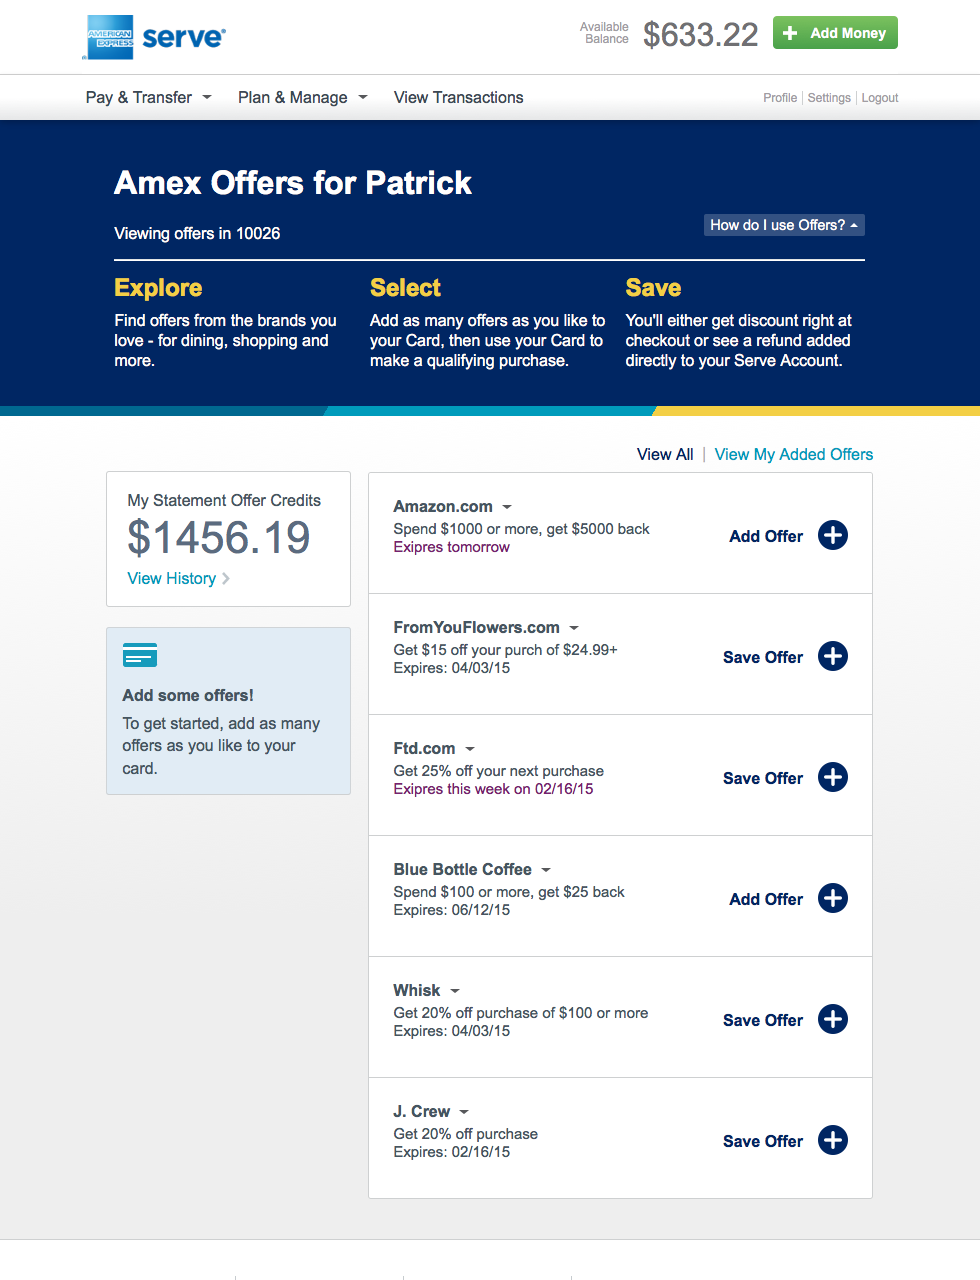 AMERICAN
EXPRESS
serve®
Available
Balance
$633.22
Add Money
Pay & Transfer
Plan & Manage
View Transactions
Profile
Settings
Logout
Amex Offers for Patrick
How do I use Offers?
Viewing offers in 10026
Explore
Find offers from the brands you
love - for dining, shopping and
more.
Select
Add as many offers as you like to
your Card, then use your Card to
make a qualifying purchase.
Save
You'll either get discount right at
checkout or see a refund added
directly to your Serve Account.
View All | View My Added Offers
My Statement Offer Credits
$1456.19
View History
Add some offers!
To get started, add as many
offers as you like to your
card.
Amazon.com
Spend $1000 or more, get $5000 back
Exipres tomorrow
Add Offer
FromYouFlowers.com
Get $15 off your purch of $24.99+
Expires: 04/03/15
Save Offer
Ftd.com
Get 25% off your next purchase
Exipres this week on 02/16/15
Save Offer
Blue Bottle Coffee
Spend $100 or more, get $25 back
Expires: 06/12/15
Add Offer
Whisk
Get 20% off purchase of $100 or more
Expires: 04/03/15
Save Offer
J. Crew
Get 20% off purchase
Expires: 02/16/15
Save Offer